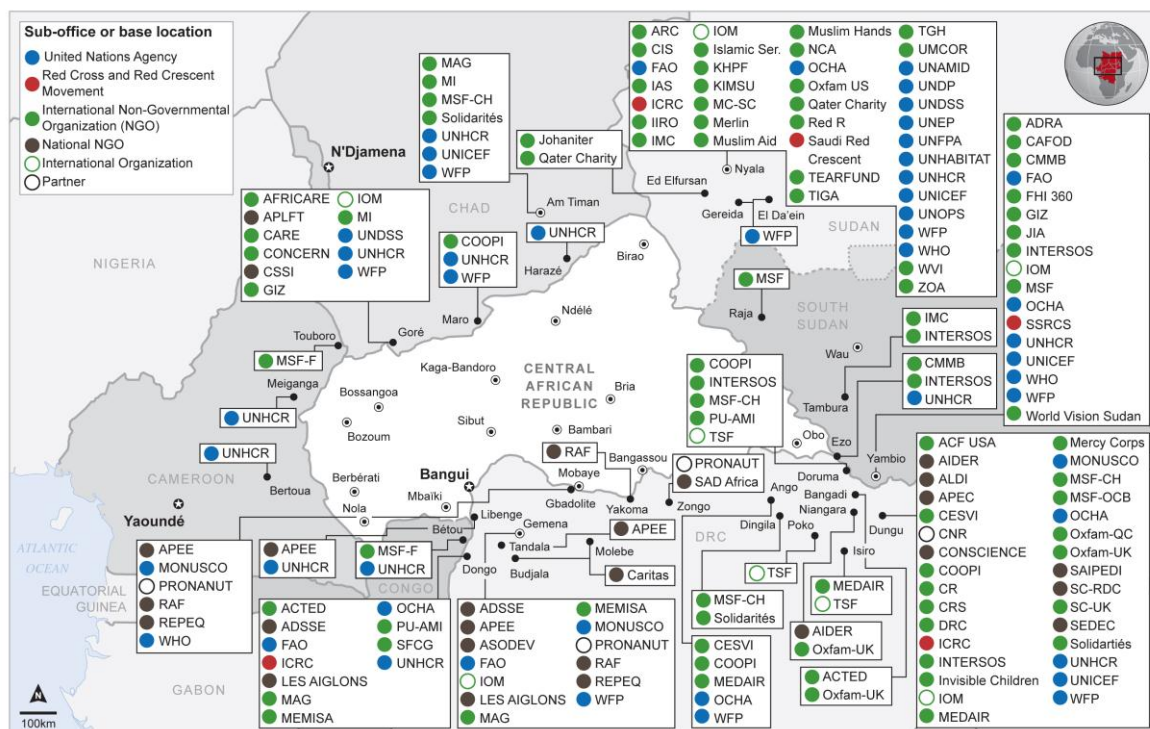 Sub-office or base location
United Nations Agency
Red Cross and Red Crescent
Movement
International Non-Governmental
Organization (NGO)
National NGO
International Organization
Partner
MAG
MI
MSF-CH
Solidarités
UNHCR
UNICEF
WFP
Johaniter
Qater Charity
ARC
CIS
FAO
IAS
ICRC
IIRO
IMC
IOM
Islamic Ser.
KHPF
KIMSU
MC-SC
Merlin
Muslim Aid
Muslim Hands
NCA
OCHA
Oxfam US
Qater Charity
Red R
Saudi Red
Crescent
TEARFUND
TIGA
TGH
UMCOR
UNAMID
UNDP
UNDSS
UNEP
UNFPA
UNHABITAT
UNHCR
UNICEF
UNOPS
WFP
WHO
WVI
ZOA
ADRA
CAFOD
CMMB
FAO
FHI 360
GIZ
JIA
INTERSOS
IOM
MSF
OCHA
SSRCS
UNHCR
UNICEF
WHO
WFP
World Vision Sudan
N'Djamena
CHAD
NIGERIA
AFRICARE
APLFT
CARE
CONCERN
CSSI
GIZ
IOM
MI
UNDSS
UNHCR
WFP
COOPI
UNHCR
WFP
Am Timan
UNHCR
Harazé
Ed Elfursan
Nyala
Gereida
El Da'ein
SUDAN
WFP
Birao
MSF
Raja
SOUTH
SUDAN
Wau
IMC
INTERSOS
CMMB
INTERSOS
UNHCR
Tambura
Maro
Goré
Touboro
MSF-F
Meiganga
UNHCR
UNHCR
CAMEROON
Bertoua
Yaoundé
Ndélé
Kaga-Bandoro
CENTRAL
AFRICAN
REPUBLIC
Bossangoa
Bozoum
Sibut
Bria
Bambari
Berbérati
Bangui
Mbaïki
Nola
RAF
Mobaye
Bangassou
Gbadolite
Yakoma
COOPI
INTERSOS
MSF-CH
PU-AMI
TSF
PRONAUT
SAD Africa
Zongo
Obo
Ezo
Yambio
Doruma
Ango
Bangadi
Niangara
Dungu
Dingila
Poko
Isiro
DRC
Libenge
Bétou
Gemena
Tandala
Budjala
Molebe
Dongo
APEE
Caritas
TSF
MEDAIR
TSF
MSF-CH
Solidarités
AIDER
Oxfam-UK
ACTED
Oxfam-UK
CESVI
COOPI
MEDAIR
OCHA
WFP
ACF USA
AIDER
ALDI
APEC
CESVI
CNR
CONSCIENCE
COOPI
CR
CRS
DRC
ICRC
INTERSOS
Invisible Children
IOM
MEDAIR
Mercy Corps
MONUSCO
MSF-CH
MSF-OCB
OCHA
Oxfam-QC
Oxfam-UK
SAIPEDI
SC-RDC
SC-UK
SEDEC
Solidartiés
UNHCR
UNICEF
WFP
ATLANTIC
OCEAN
EQUATORIAL
GUINEA
GABON
CONGO
APEE
MONUSCO
PRONANUT
RAF
REPEQ
WHO
APEE
UNHCR
MSF-F
UNHCR
ACTED
ADSSE
FAO
ICRC
LES AIGLONS
MAG
MEMISA
OCHA
PU-AMI
SFCG
UNHCR
ADSSE
APEE
ASODEV
FAO
IOM
LES AIGLONS
MAG
MEMISA
MONUSCO
PRONANUT
RAF
REPEQ
WFP
N
100km